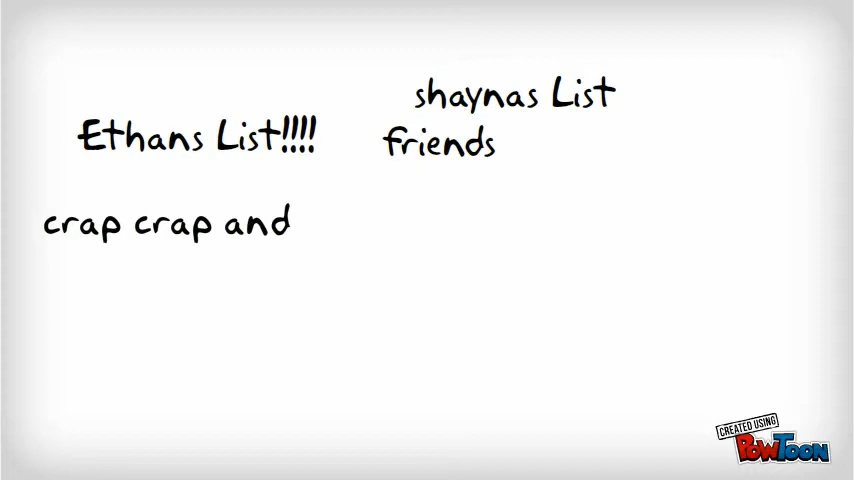 Ethans List!!!!
crap crap and
shaynas List
friends
CREATED USING
POWTOON